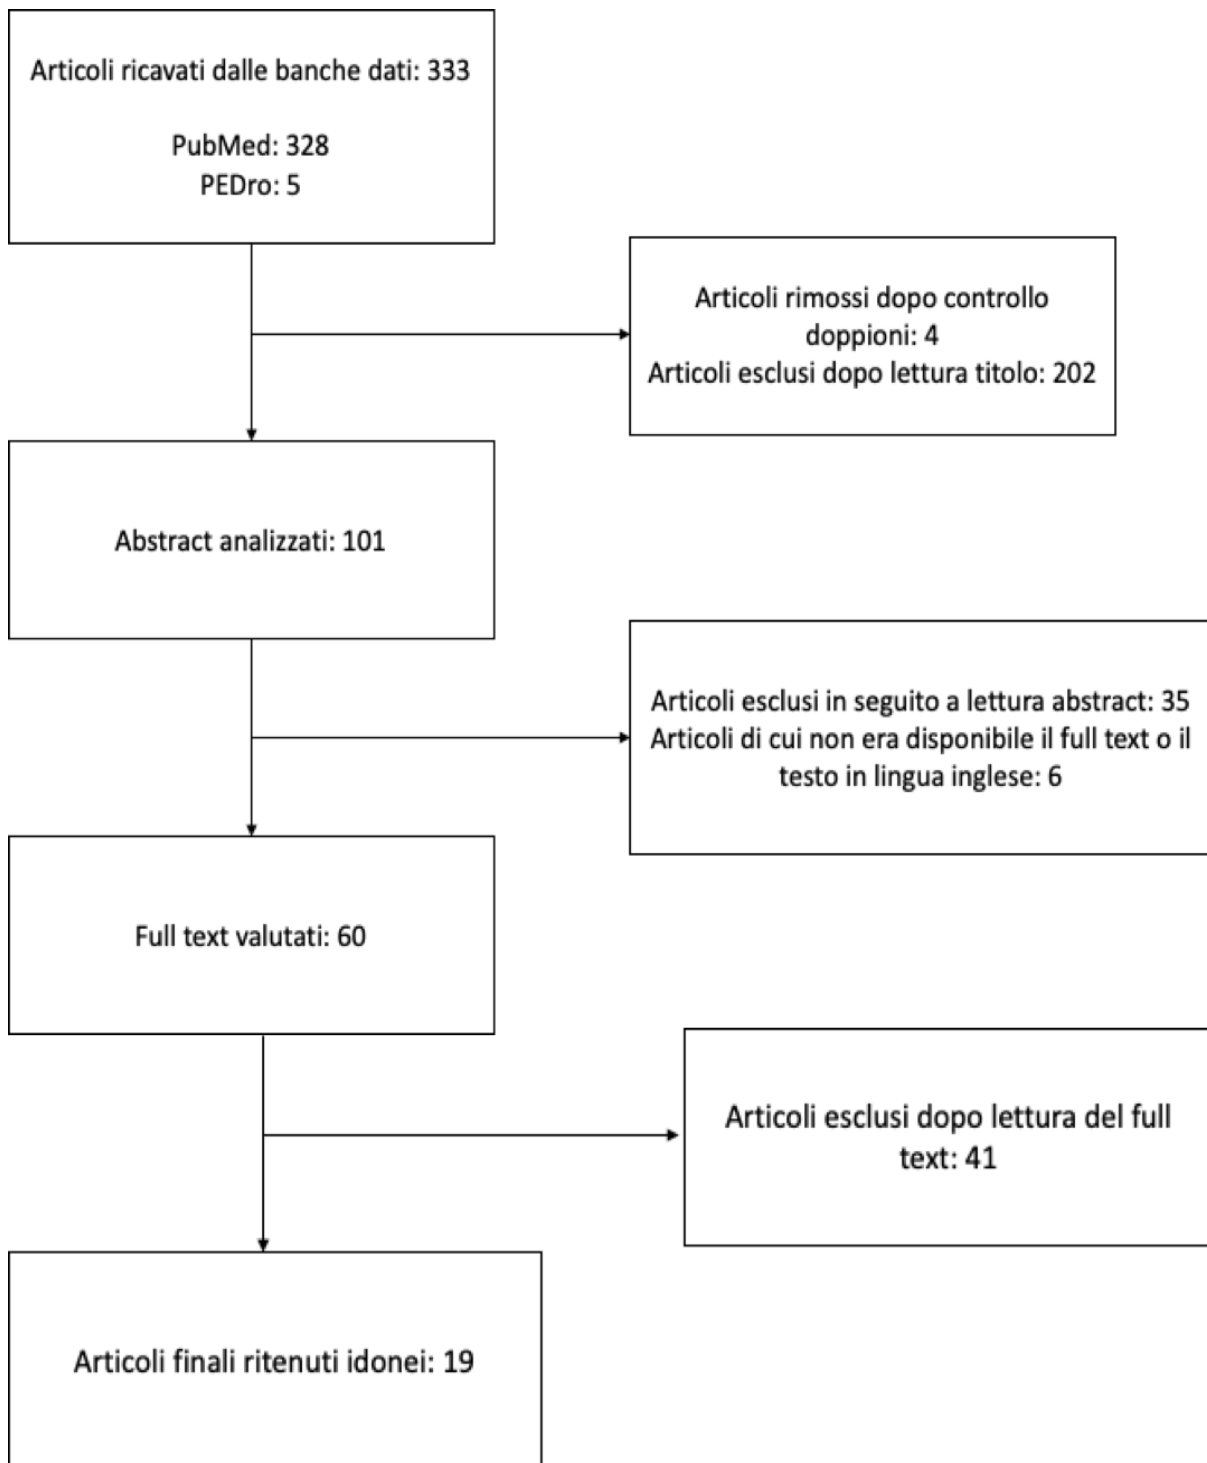 Articoli ricavati dalle banche dati: 333
PubMed: 328
PEDro: 5
Articoli rimossi dopo controllo
doppioni: 4
Articoli esclusi dopo lettura titolo: 202
Abstract analizzati: 101
Articoli esclusi in seguito a lettura abstract: 35
Articoli di cui non era disponibile il full text o il
testo in lingua inglese: 6
Full text valutati: 60
Articoli esclusi dopo lettura del full
text: 41
Articoli finali ritenuti idonei: 19